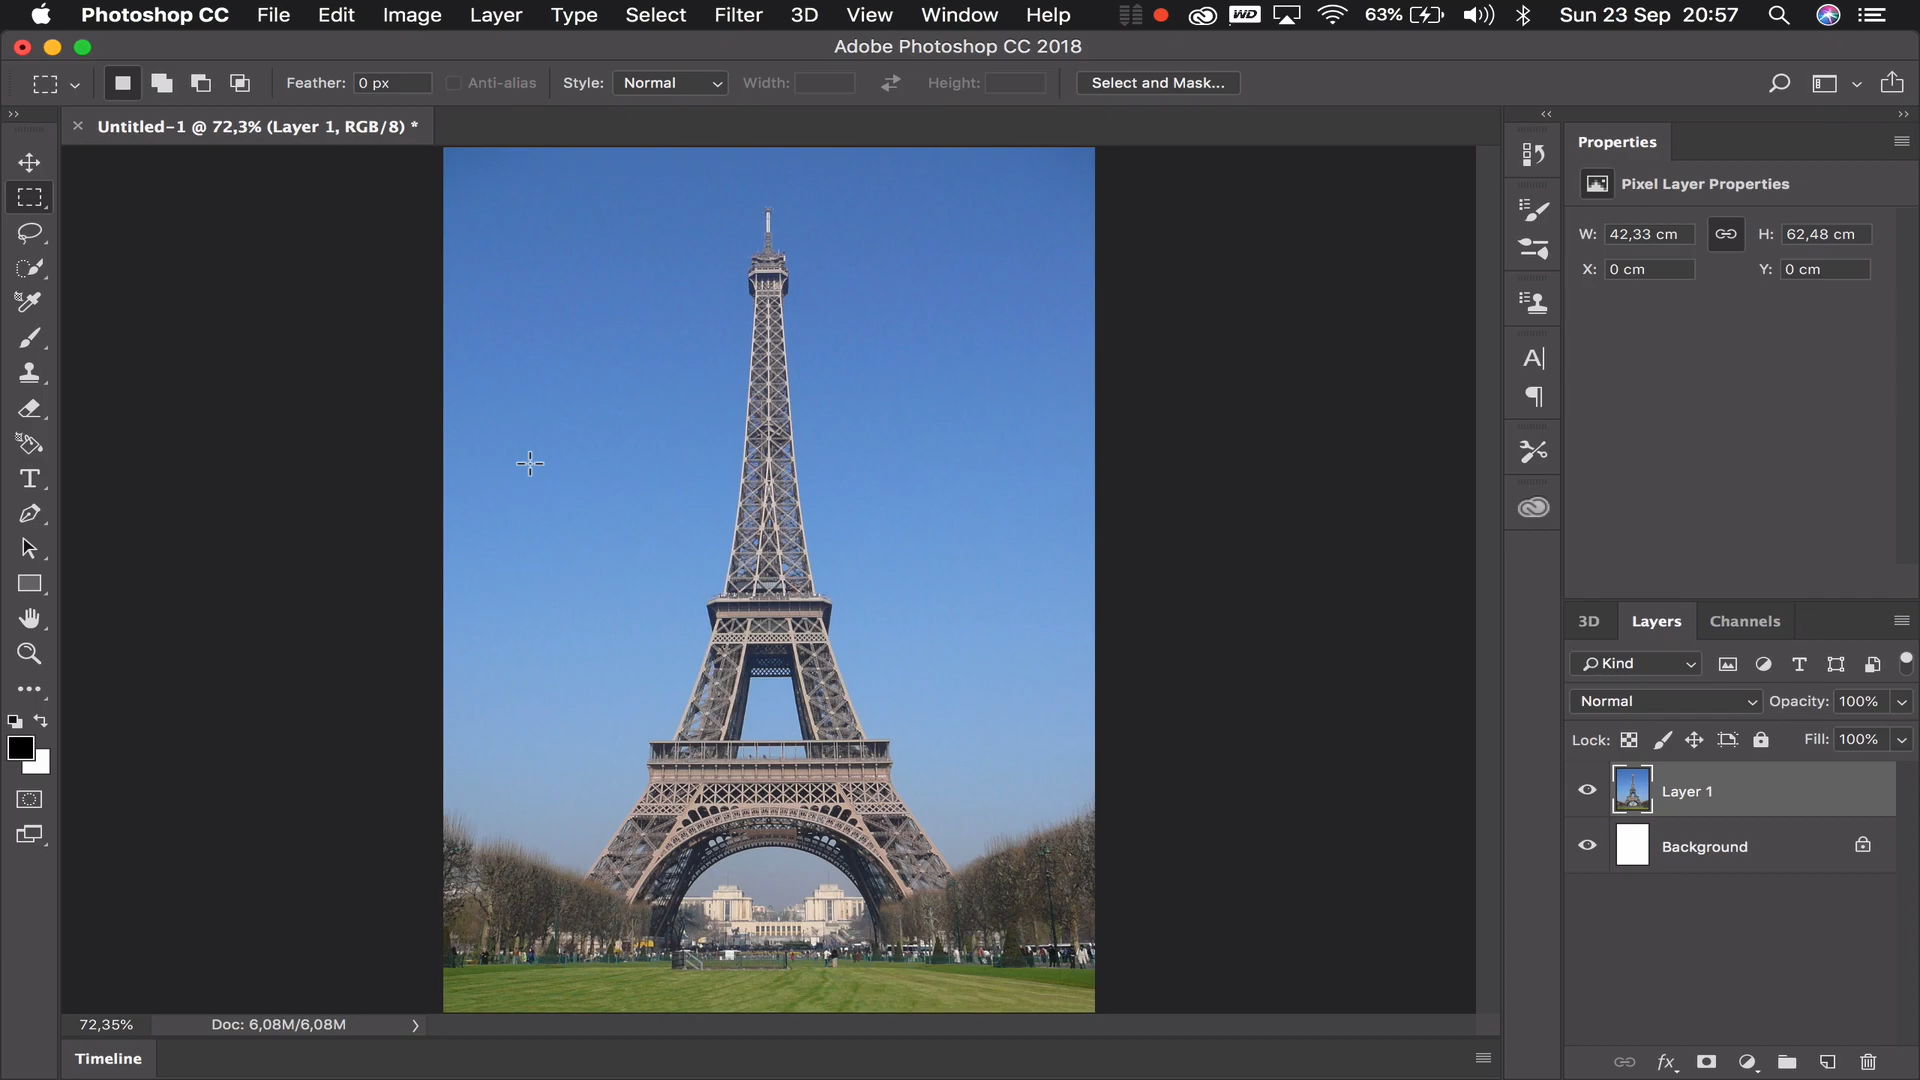 Photoshop CC File Edit Image Layer Type Select Filter 3D View Window Help WD 63% Sun 23 Sep 20:57
Adobe Photoshop CC 2018
Feather: 0 px Anti-alias Style: Normal Width: Height: Select and Mask...
Untitled-1 @ 72,3% (Layer 1, RGB/8) *
Properties
Pixel Layer Properties
W: 42,33 cm H: 62,48 cm
X: 0 cm Y: 0 cm
3D Layers Channels
Kind
Normal Opacity: 100%
Lock: Fill: 100%
Layer 1
Background
72,35% Doc: 6,08M/6,08M
Timeline
fx